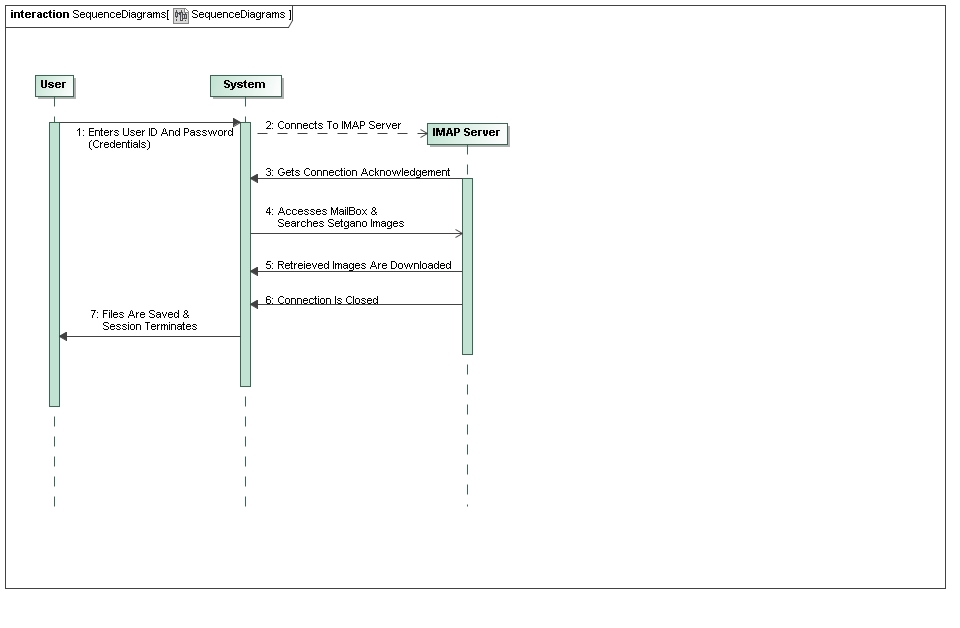 interaction SequenceDiagrams[ SequenceDiagrams ]
User
System
1: Enters User ID And Password
(Credentials)
2: Connects To IMAP Server
IMAP Server
3: Gets Connection Acknowledgement
4: Accesses MailBox &
Searches Setgano Images
5: Retreieved Images Are Downloaded
6: Connection Is Closed
7: Files Are Saved &
Session Terminates